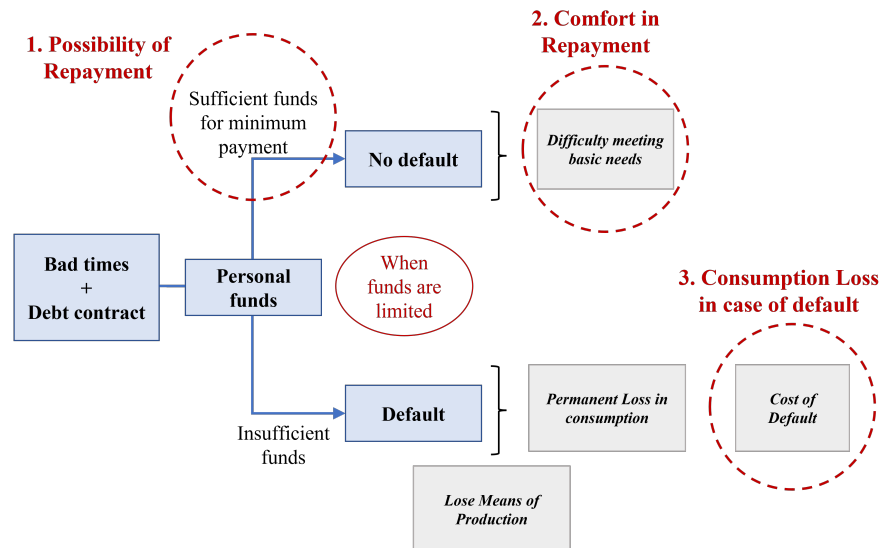 1. Possibility of
Repayment
2. Comfort in
Repayment
Sufficient funds
for minimum
payment
No default
Difficulty meeting
basic needs
Bad times
+
Debt contract
Personal
funds
When
funds are
limited
3. Consumption Loss
in case of default
Default
Insufficient
funds
Permanent Loss in
consumption
Cost of
Default
Lose Means of
Production